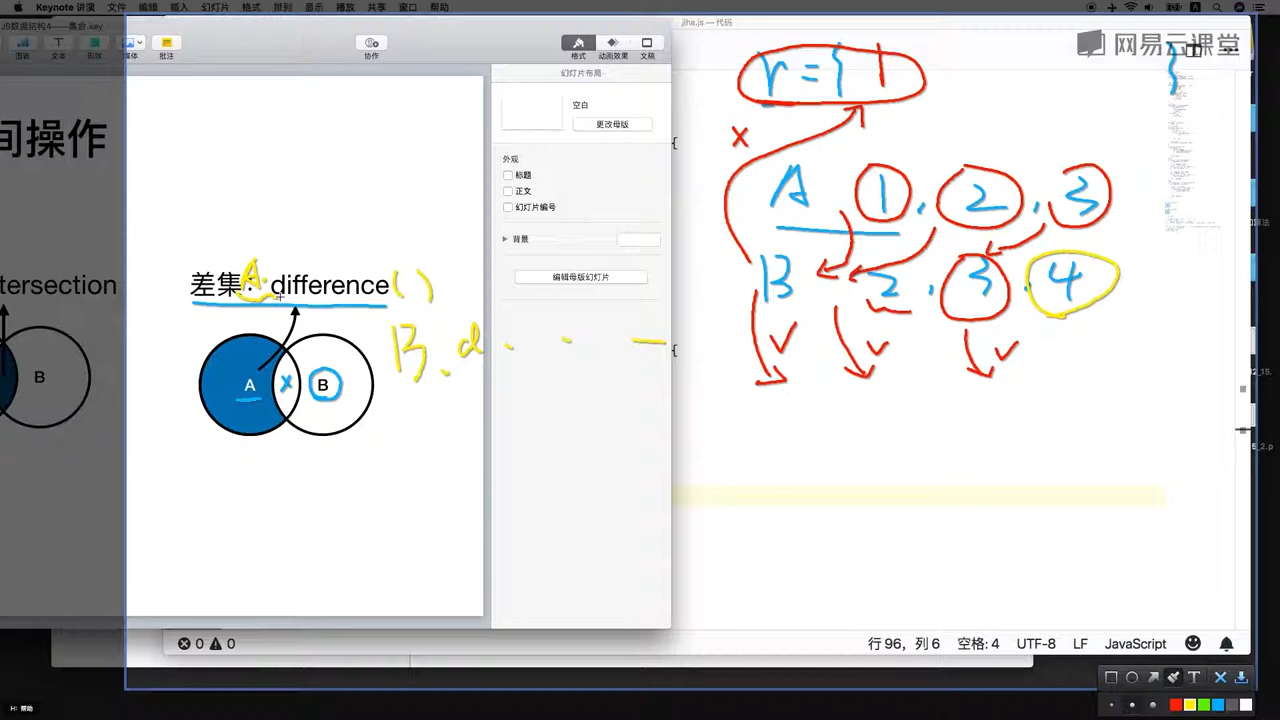 Keynote 讲演 文件 编辑 插入 幻灯片 格式 排列 显示 播放 共享 窗口 帮助
JS数据结构4——集合.key
jihe.js — 代码
图表 文本 形状 媒体 批注 协作 格式 动画效果 文稿
网易云课堂
幻灯片布局
空白
更改母版
外观
标题
正文
幻灯片编号
背景
编辑母版幻灯片
间操作
tersection
B
差集: A. difference ( )
A × B
B. d
r = { 1 }
×
A 1, 2, 3
B 2, 3, 4
{
{
0 0
行 96，列 6 空格: 4 UTF-8 LF JavaScript
T
H: 帮助